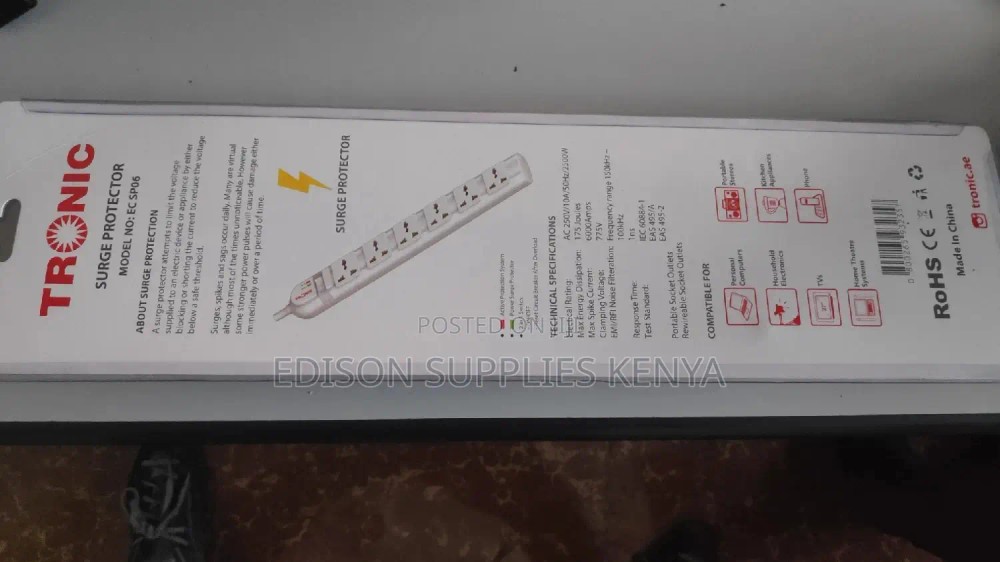 TRONIC
SURGE PROTECTOR
MODEL NO: EC SP06
ABOUT SURGE PROTECTION
A surge protector attempts to limit the voltage
supplied to an electric device or appliance by either
blocking or shorting the current to reduce the voltage
below a safe threshold.
Surges, spikes and sags occur daily. Many are virtual
although most of the times unnoticeable. However
some stronger power pulses will cause damage either
immediately or over a period of time.
SURGE PROTECTOR
POSTED ON
EDISON SUPPLIES KENYA
TECHNICAL SPECIFICATIONS
Electrical Rating: AC 250V/10A/50Hz/2500W
Max Energy Dissipation: 175 Joules
Max Spike Current: 6000Amps
Clamping Voltage: 775V
EMI/RFI Noise Filteration: Frequency range 150kHz ~
100kHz
Response Time: 1ns
Test Standard: IEC 60884-1
EAS 495/A
EAS 495-2
Portable Socket Outlets
Rewireable Socket Outlets
COMPATIBLE FOR
Personal
Computers
Portable
Stereos
Household
Electronics
Kitchen
Appliances
TVs
Phone
Home Theatre
Systems
RoHS CE
Made In China
tronic.ae